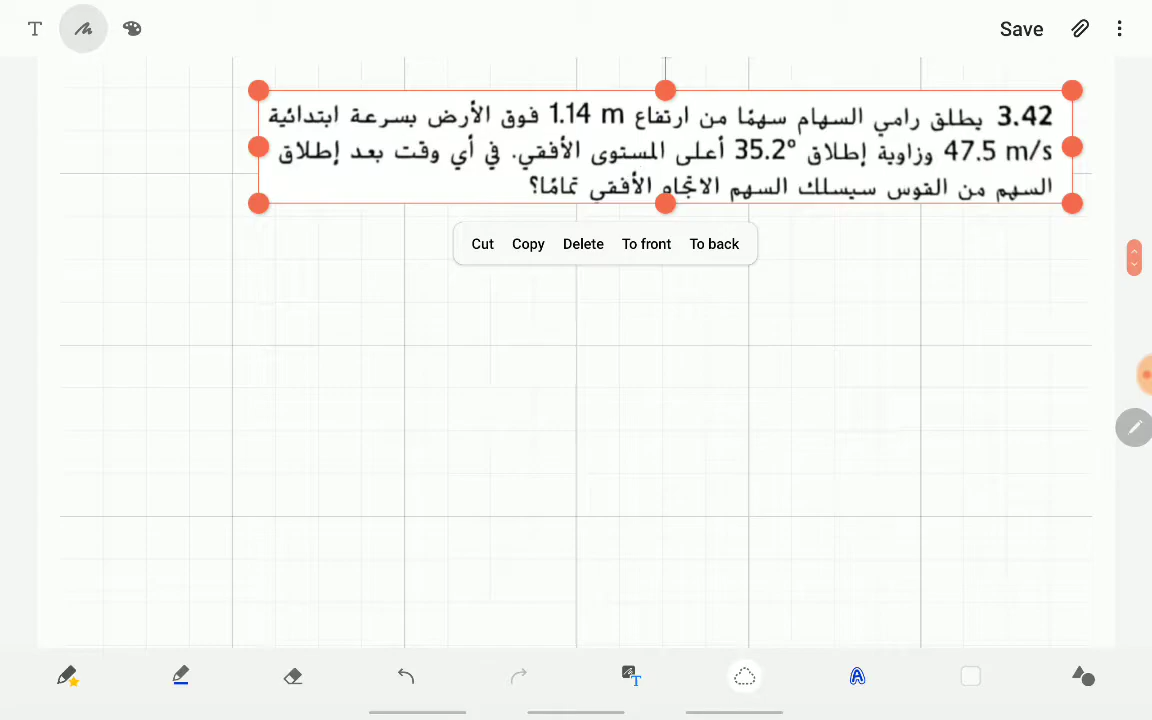 T
Save
3.42 يطلق رامي السهام سهمًا من ارتفاع 1.14 m فوق الأرض بسرعة ابتدائية
47.5 m/s وزاوية إطلاق 35.2° أعلى المستوى الأفقي. في أي وقت بعد إطلاق
السهم من القوس سيسلك السهم الاتجاه الأفقي تمامًا؟
Cut Copy Delete To front To back
T A